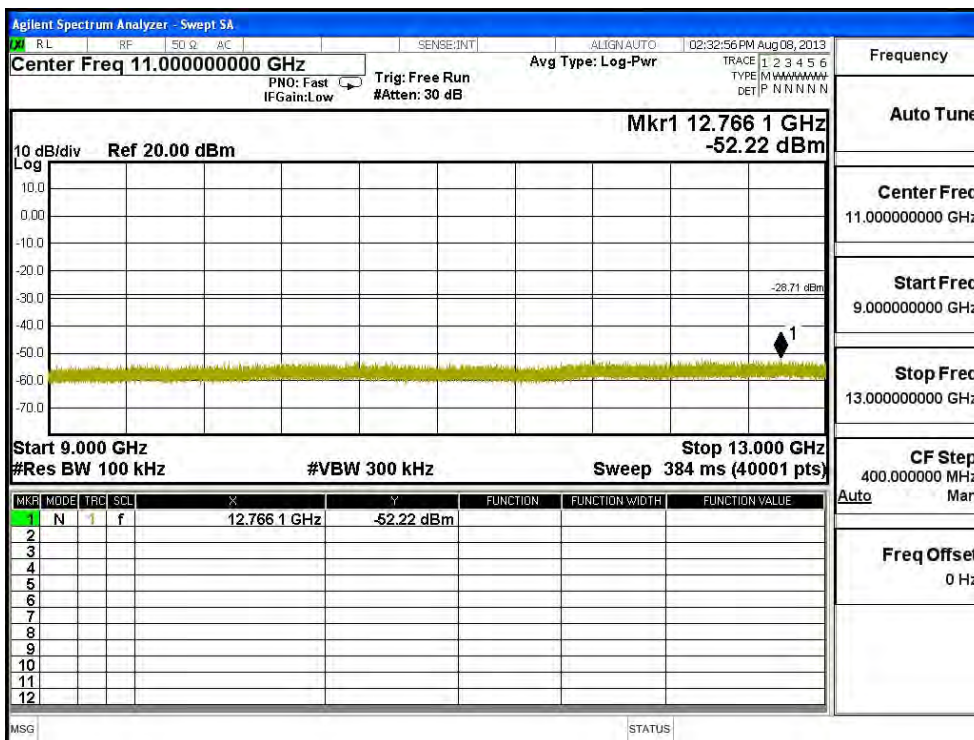 Agilent Spectrum Analyzer - Swept SA
RL RF 50 Ω AC SENSE:INT ALIGNAUTO 02:32:56 PM Aug 08, 2013
Center Freq 11.000000000 GHz
Avg Type: Log-Pwr
TRACE 1 2 3 4 5 6
TYPE MWWWWW
DET P N N N N N
PNO: Fast
IFGain:Low
Trig: Free Run
#Atten: 30 dB
Mkr1 12.766 1 GHz
-52.22 dBm
10 dB/div Ref 20.00 dBm
Log
10.0
0.00
-10.0
-20.0
-28.71 dBm
-30.0
-40.0
1
-50.0
-60.0
-70.0
Start 9.000 GHz Stop 13.000 GHz
#Res BW 100 kHz #VBW 300 kHz Sweep 384 ms (40001 pts)
MKR MODE TRC SCL X Y FUNCTION FUNCTION WIDTH FUNCTION VALUE
1 N 1 f 12.766 1 GHz -52.22 dBm
2
3
4
5
6
7
8
9
10
11
12
MSG STATUS
Frequency
Auto Tune
Center Freq
11.000000000 GHz
Start Freq
9.000000000 GHz
Stop Freq
13.000000000 GHz
CF Step
400.000000 MHz
Auto Man
Freq Offset
0 Hz